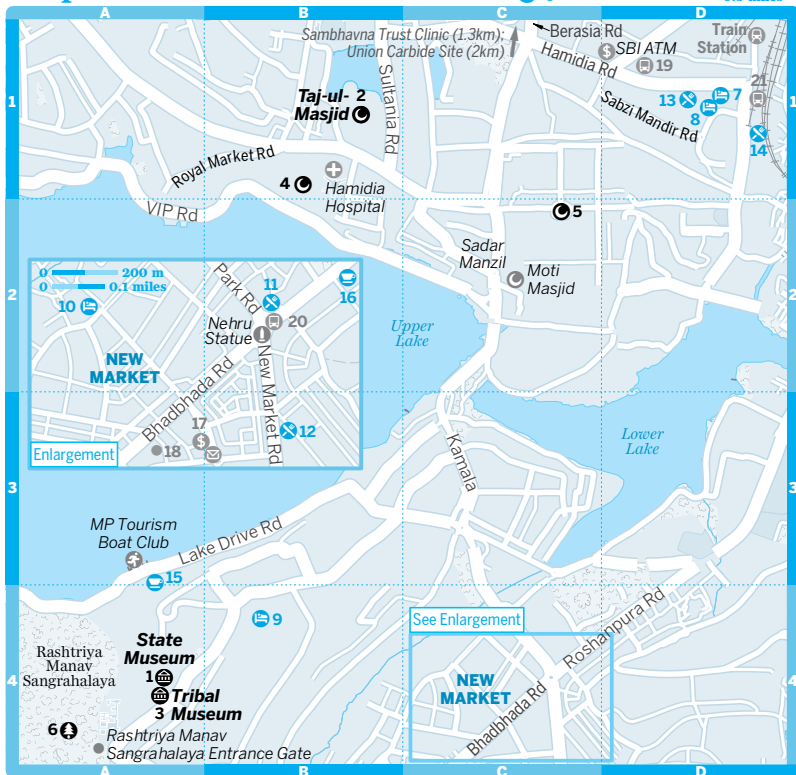 A
B
C
D
Sambhavna Trust Clinic (1.3km);
Union Carbide Site (2km)
Berasia Rd
Hamidia Rd
SBI ATM
19
Train
Station
21
1
1
Taj-ul-
Masjid
2
Sultania Rd
13
7
8
Sabzi Mandir Rd
14
Royal Market Rd
4
Hamidia
Hospital
VIP Rd
5
Sadar
Manzil
Moti
Masjid
0
200 m
0
0.1 miles
Park Rd
11
16
10
20
Nehru
Statue
2
2
Upper
Lake
NEW
MARKET
Bhadbhada Rd
New Market Rd
17
12
18
Enlargement
Kamala
Lower
Lake
3
3
MP Tourism
Boat Club
Lake Drive Rd
15
9
See Enlargement
Roshanpura Rd
State
Museum
1
Rashtriya
Manav
Sangrahalaya
Tribal
Museum
3
NEW
MARKET
Bhadbhada Rd
4
4
6
Rashtriya Manav
Sangrahalaya Entrance Gate
A
B
C
D